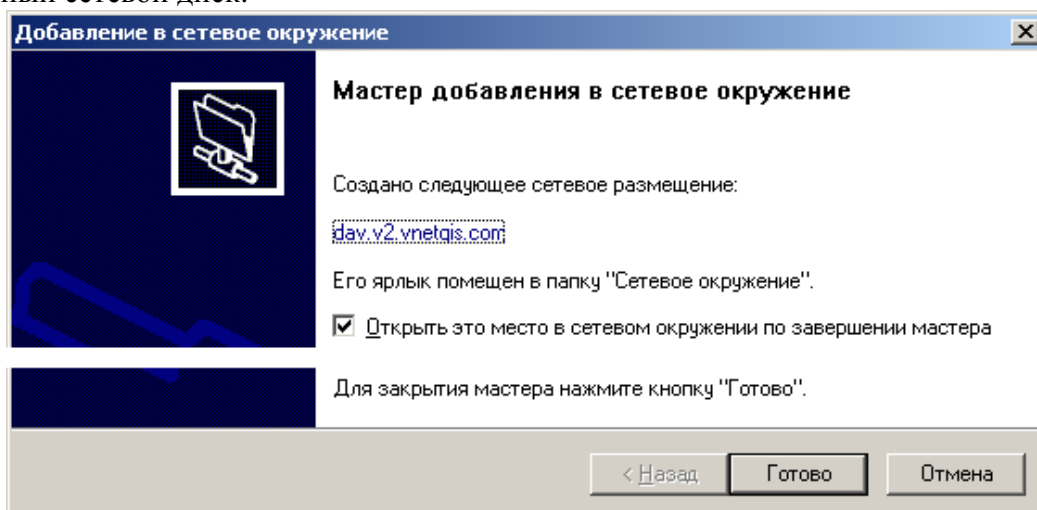 сетевой диск.
Добавление в сетевое окружение
Мастер добавления в сетевое окружение
Создано следующее сетевое размещение:
dav.v2.vnetgis.com
Его ярлык помещен в папку "Сетевое окружение".
Открыть это место в сетевом окружении по завершении мастера
Для закрытия мастера нажмите кнопку "Готово".
< Назад Готово Отмена